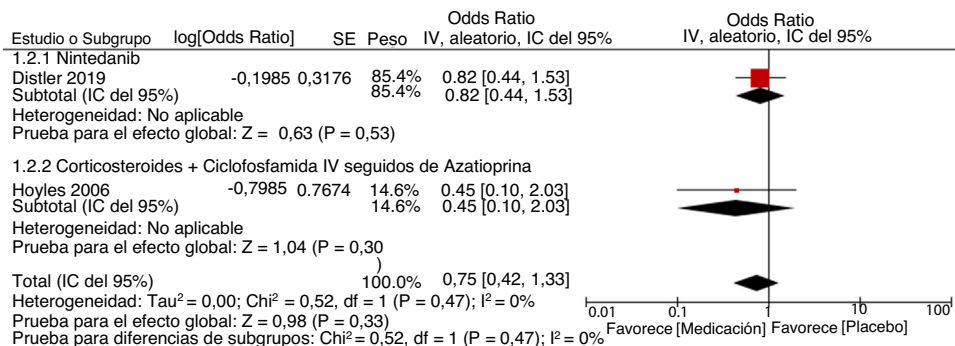 Odds Ratio Odds Ratio
Estudio o Subgrupo log[Odds Ratio] SE Peso IV, aleatorio, IC del 95% IV, aleatorio, IC del 95%
1.2.1 Nintedanib
Distler 2019 -0,1985 0,3176 85.4% 0.82 [0.44, 1.53]
Subtotal (IC del 95%) 85.4% 0.82 [0.44, 1.53]
Heterogeneidad: No aplicable
Prueba para el efecto global: Z = 0,63 (P = 0,53)
1.2.2 Corticosteroides + Ciclofosfamida IV seguidos de Azatioprina
Hoyles 2006 -0,7985 0.7674 14.6% 0.45 [0.10, 2.03]
Subtotal (IC del 95%) 14.6% 0.45 [0.10, 2.03]
Heterogeneidad: No aplicable
Prueba para el efecto global: Z = 1,04 (P = 0,30
)
Total (IC del 95%) 100.0% 0,75 [0.42, 1,33]
Heterogeneidad: Tau² = 0,00; Chi² = 0,52, df = 1 (P = 0,47); I² = 0%
Prueba para el efecto global: Z = 0,98 (P = 0,33)
Prueba para diferencias de subgrupos: Chi² = 0,52, df = 1 (P = 0,47); I² = 0%
0.01 0.1 1 10 100
Favorece [Medicación] Favorece [Placebo]